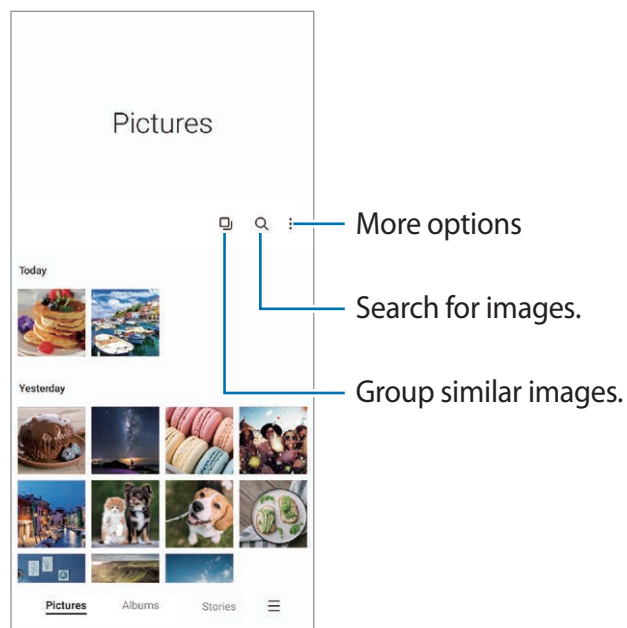 Pictures
More options
Today
Search for images.
Yesterday
Group similar images.
Pictures Albums Stories